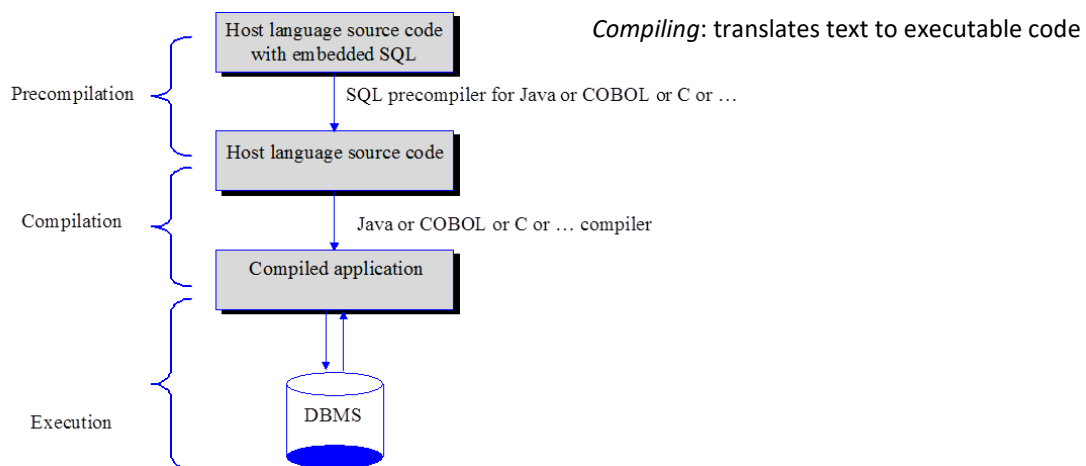 Host language source code
with embedded SQL
Compiling: translates text to executable code
Precompilation
SQL precompiler for Java or COBOL or C or …
Host language source code
Compilation
Java or COBOL or C or … compiler
Compiled application
DBMS
Execution